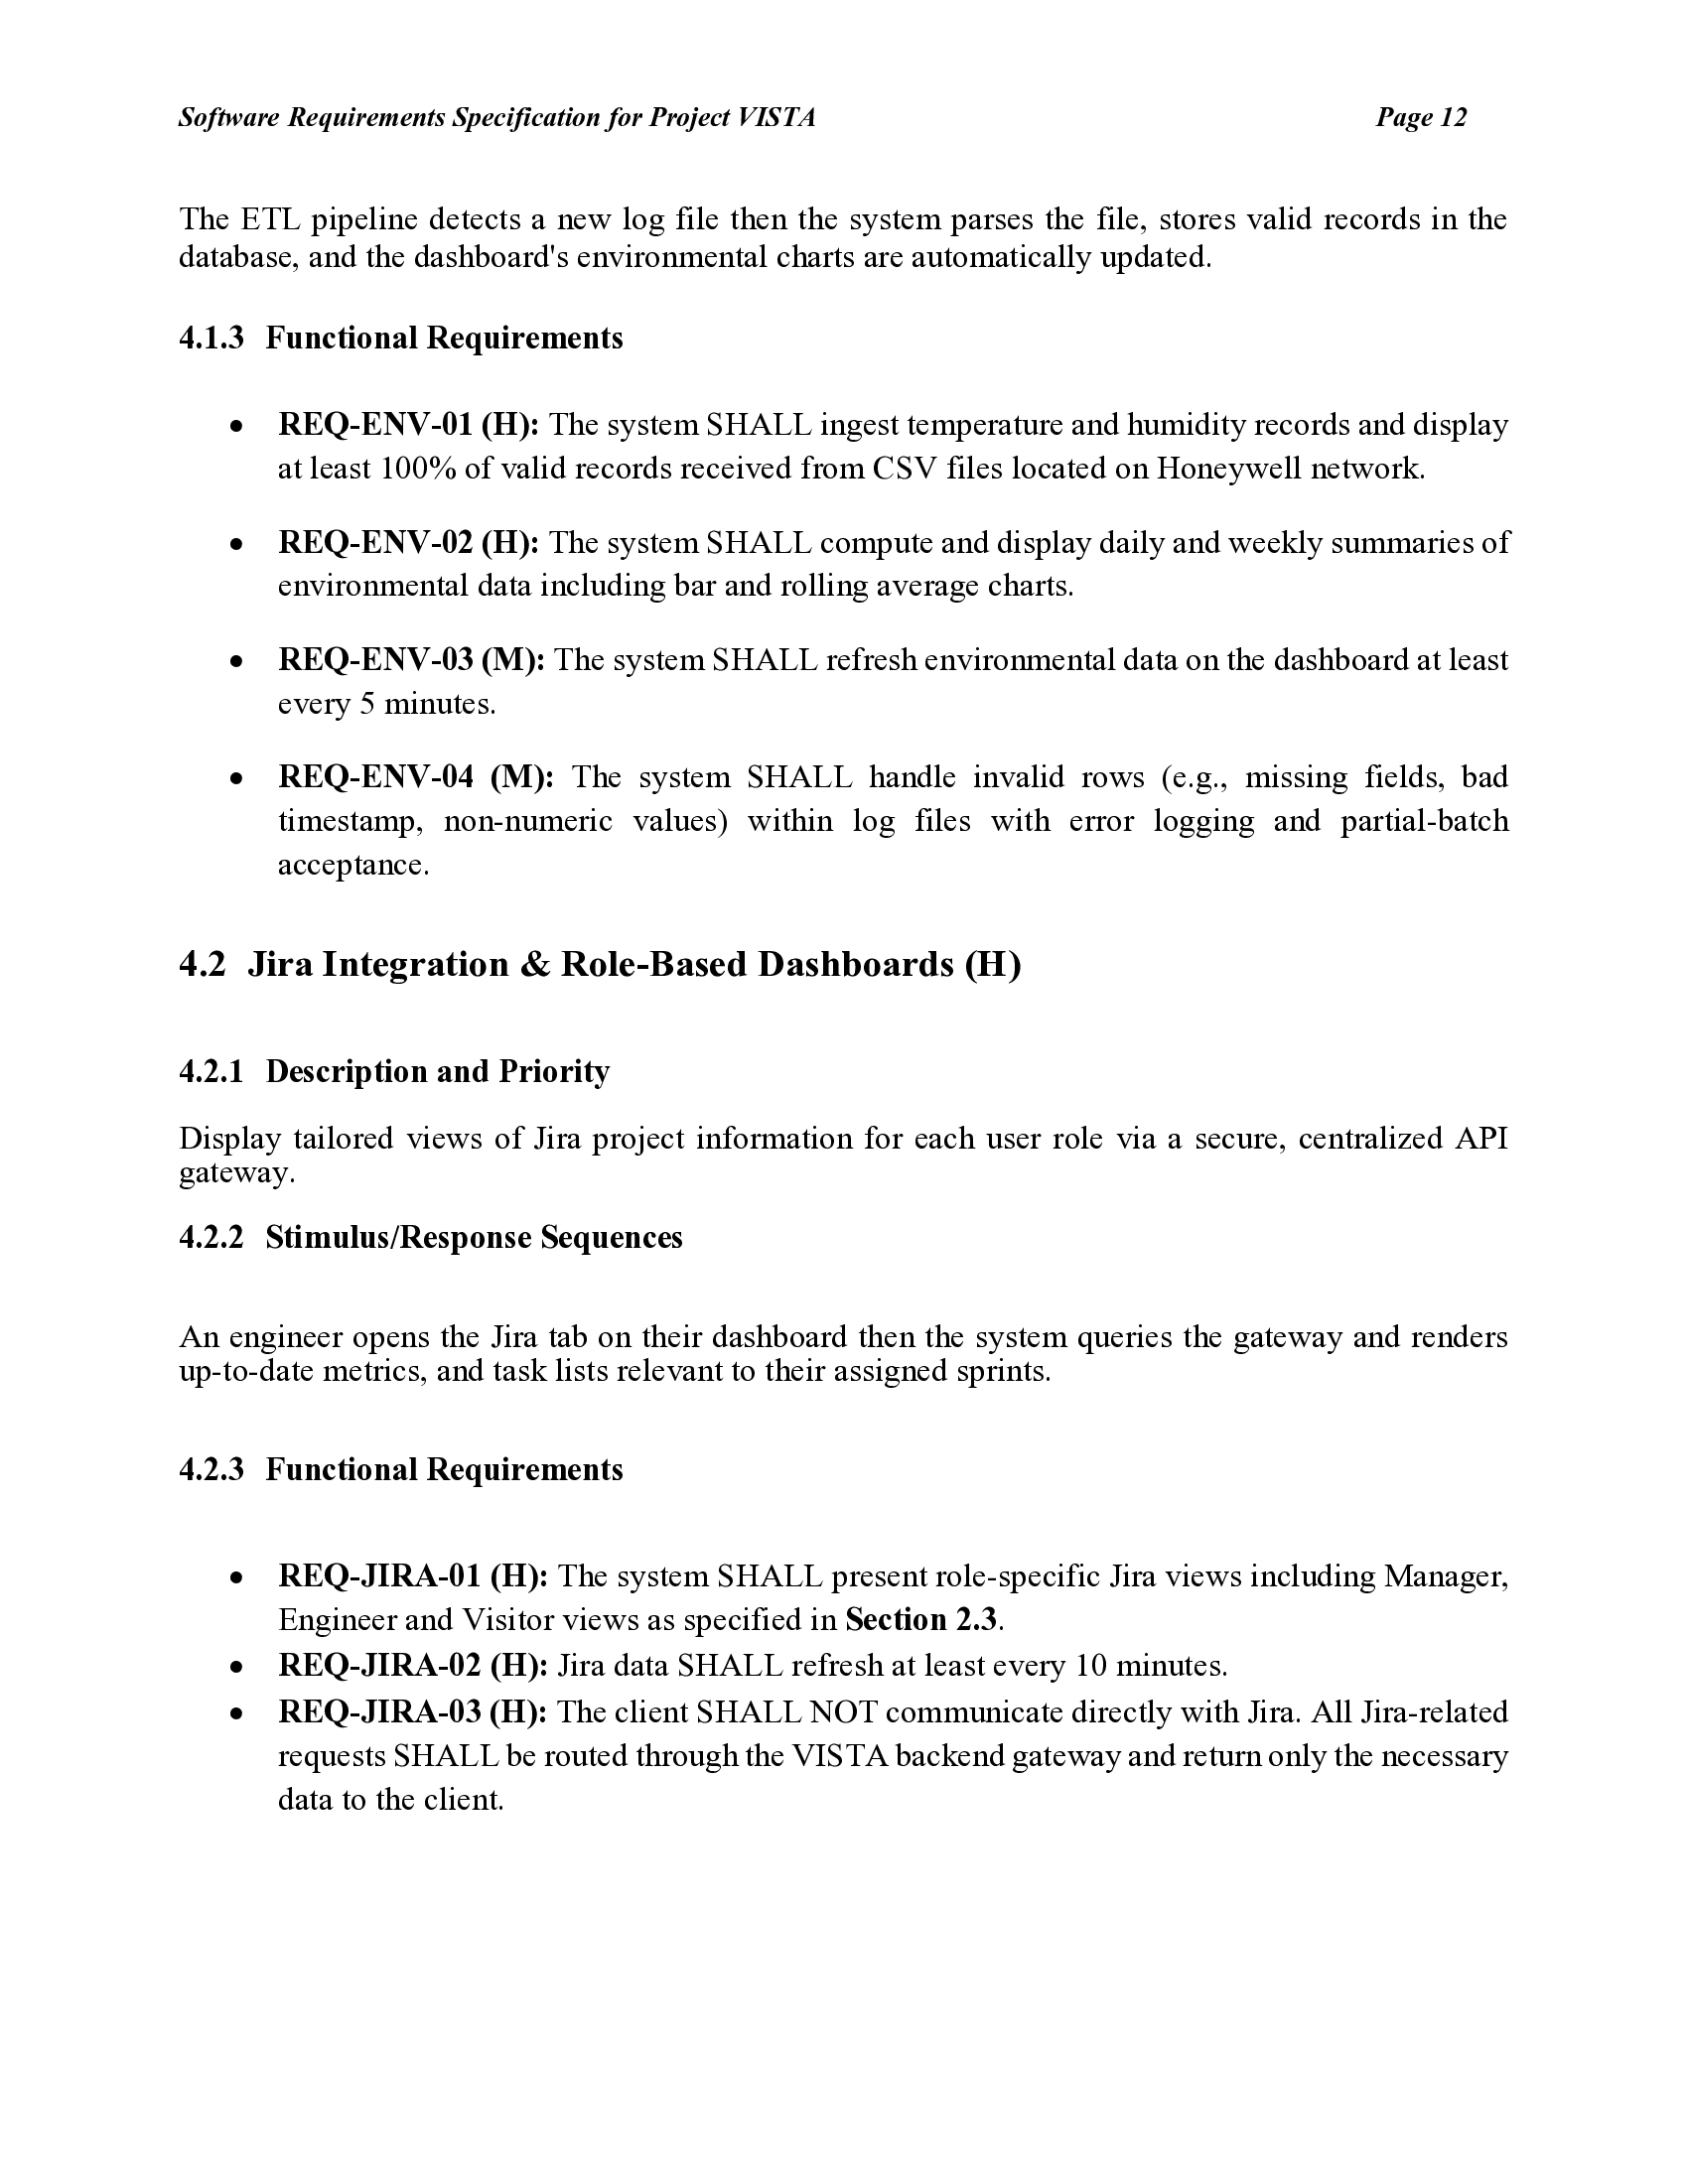 Software Requirements Specification for Project VISTA Page 12
The ETL pipeline detects a new log file then the system parses the file, stores valid records in the
database, and the dashboard's environmental charts are automatically updated.
4.1.3 Functional Requirements
• REQ-ENV-01 (H): The system SHALL ingest temperature and humidity records and display
at least 100% of valid records received from CSV files located on Honeywell network.
• REQ-ENV-02 (H): The system SHALL compute and display daily and weekly summaries of
environmental data including bar and rolling average charts.
• REQ-ENV-03 (M): The system SHALL refresh environmental data on the dashboard at least
every 5 minutes.
• REQ-ENV-04 (M): The system SHALL handle invalid rows (e.g., missing fields, bad
timestamp, non-numeric values) within log files with error logging and partial-batch
acceptance.
4.2 Jira Integration & Role-Based Dashboards (H)
4.2.1 Description and Priority
Display tailored views of Jira project information for each user role via a secure, centralized API
gateway.
4.2.2 Stimulus/Response Sequences
An engineer opens the Jira tab on their dashboard then the system queries the gateway and renders
up-to-date metrics, and task lists relevant to their assigned sprints.
4.2.3 Functional Requirements
• REQ-JIRA-01 (H): The system SHALL present role-specific Jira views including Manager,
Engineer and Visitor views as specified in Section 2.3.
• REQ-JIRA-02 (H): Jira data SHALL refresh at least every 10 minutes.
• REQ-JIRA-03 (H): The client SHALL NOT communicate directly with Jira. All Jira-related
requests SHALL be routed through the VISTA backend gateway and return only the necessary
data to the client.